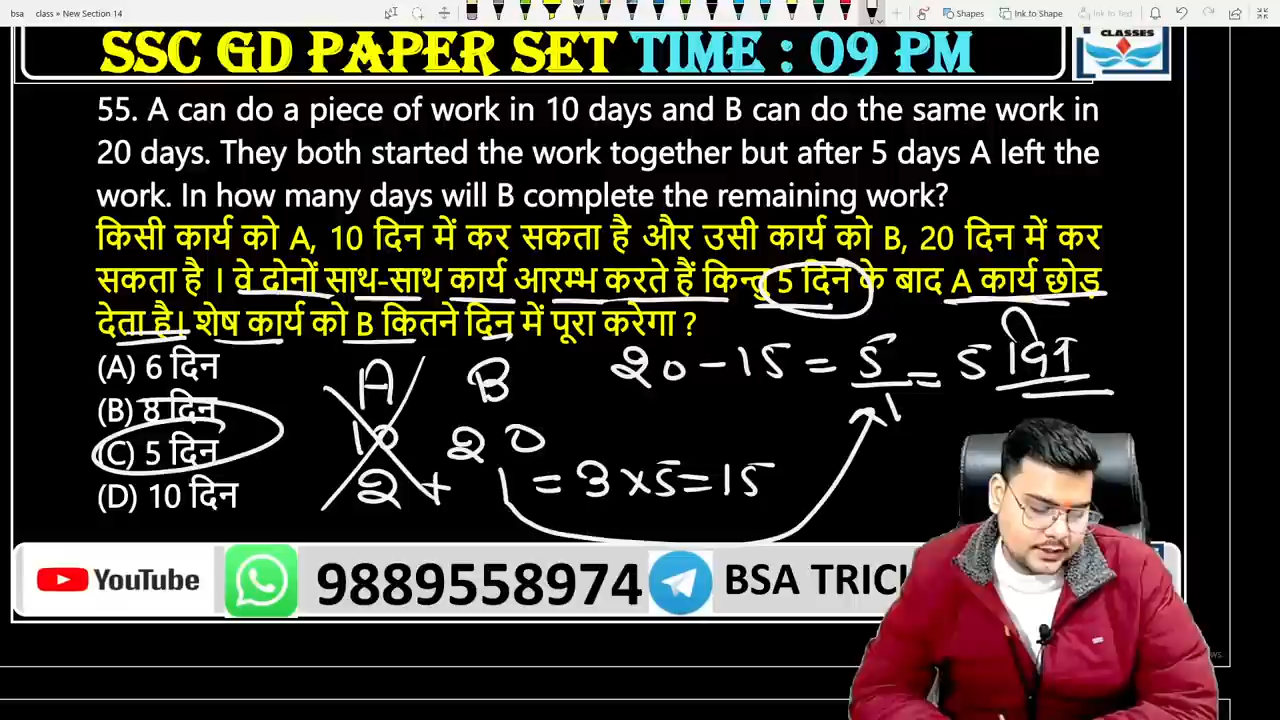 bsa class » New Section 14
Shapes Ink to Shape Ink to Text
SSC GD PAPER SET TIME : 09 PM
CLASSES
55. A can do a piece of work in 10 days and B can do the same work in
20 days. They both started the work together but after 5 days A left the
work. In how many days will B complete the remaining work?
किसी कार्य को A, 10 दिन में कर सकता है और उसी कार्य को B, 20 दिन में कर
सकता है । वे दोनों साथ-साथ कार्य आरम्भ करते हैं किन्तु 5 दिन के बाद A कार्य छोड़
देता है। शेष कार्य को B कितने दिन में पूरा करेगा ?
(A) 6 दिन
(B) 8 दिन
(C) 5 दिन
(D) 10 दिन
A B
10 20
2 + 1 = 3 x 5 = 15
20 - 15 = 5/1 = 5 दिन
YouTube 9889558974 BSA TRIC